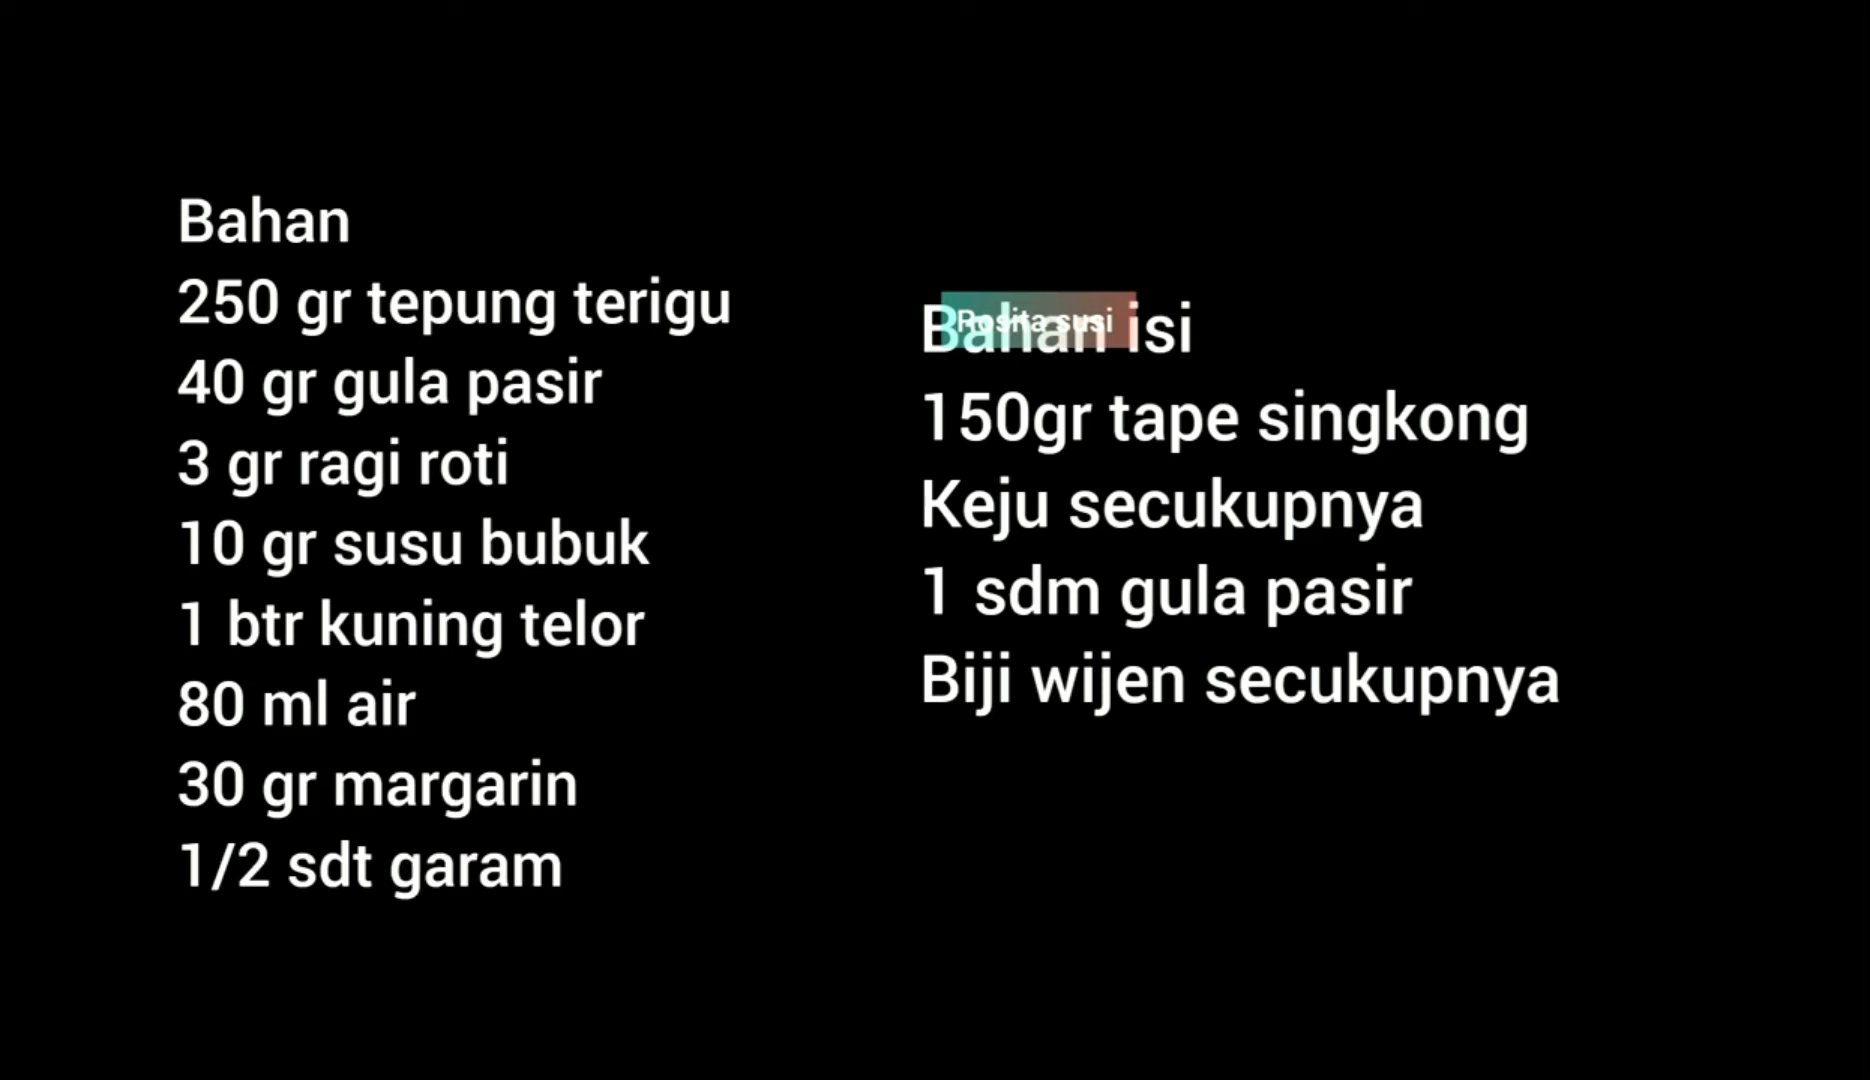 Bahan
250 gr tepung terigu
40 gr gula pasir
3 gr ragi roti
10 gr susu bubuk
1 btr kuning telor
80 ml air
30 gr margarin
1/2 sdt garam
Bahan isi
Rosita susi
150gr tape singkong
Keju secukupnya
1 sdm gula pasir
Biji wijen secukupnya